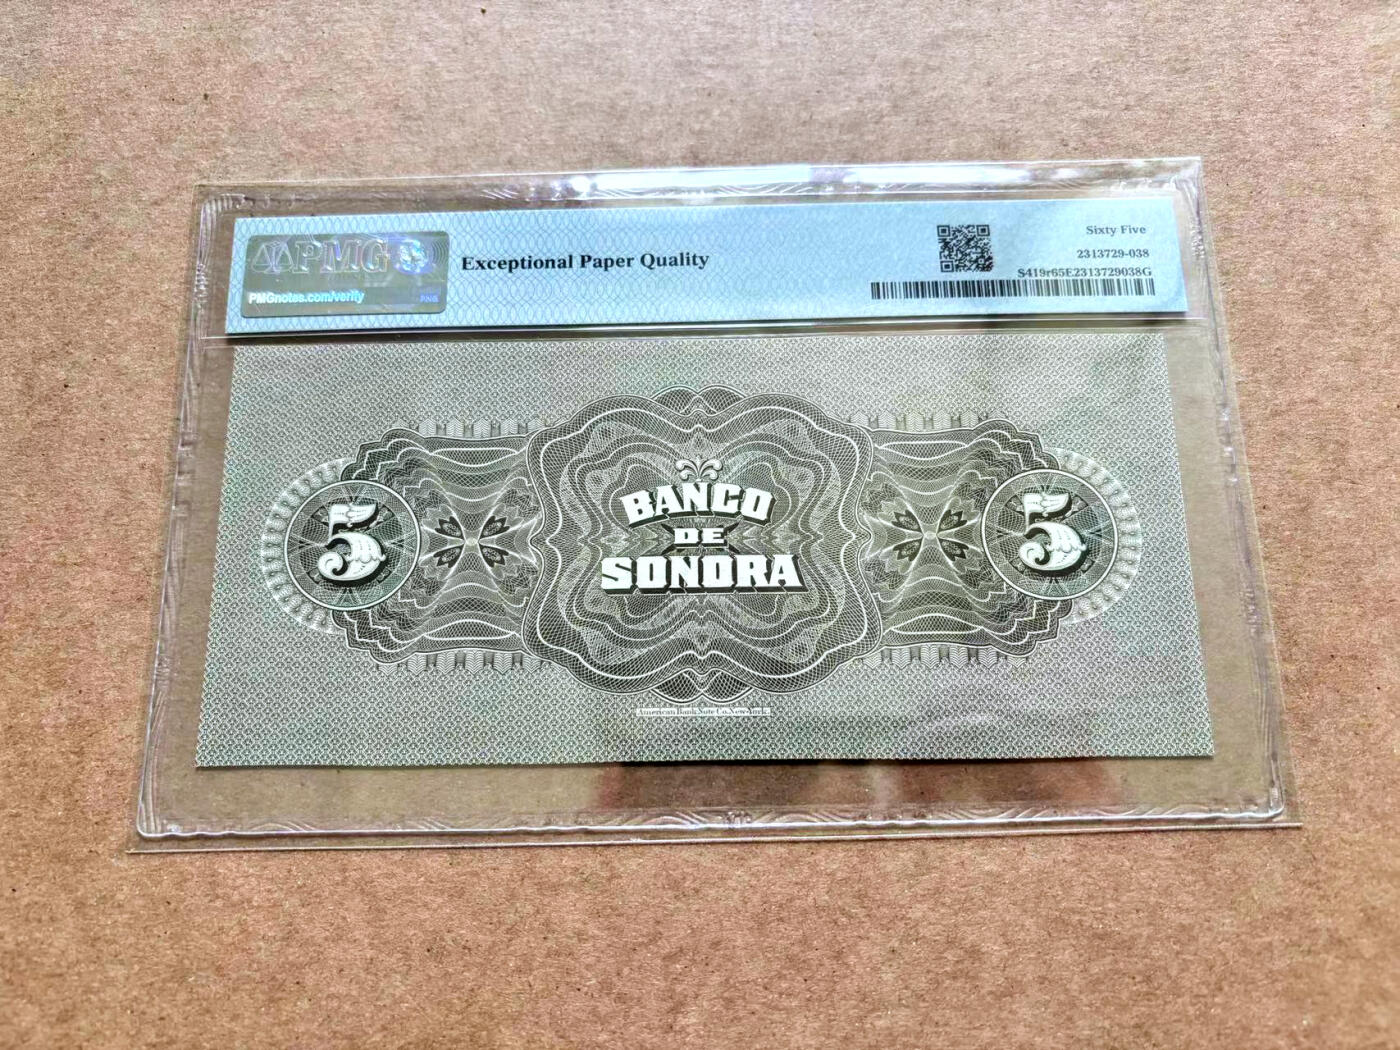 PMG
PMGnotes.com/verify
PNG
Exceptional Paper Quality
Sixty Five
2313729-038
S419r65E2313729038G
BANCO
DE
SONORA
5
5
American Bank Note Co. New York.